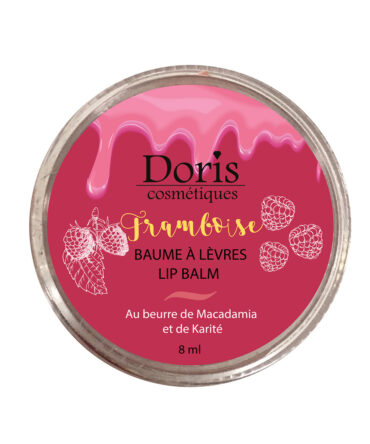 Doris
cosmétiques
Framboise
BAUME À LÈVRES
LIP BALM
Au beurre de Macadamia
et de Karité
8 ml